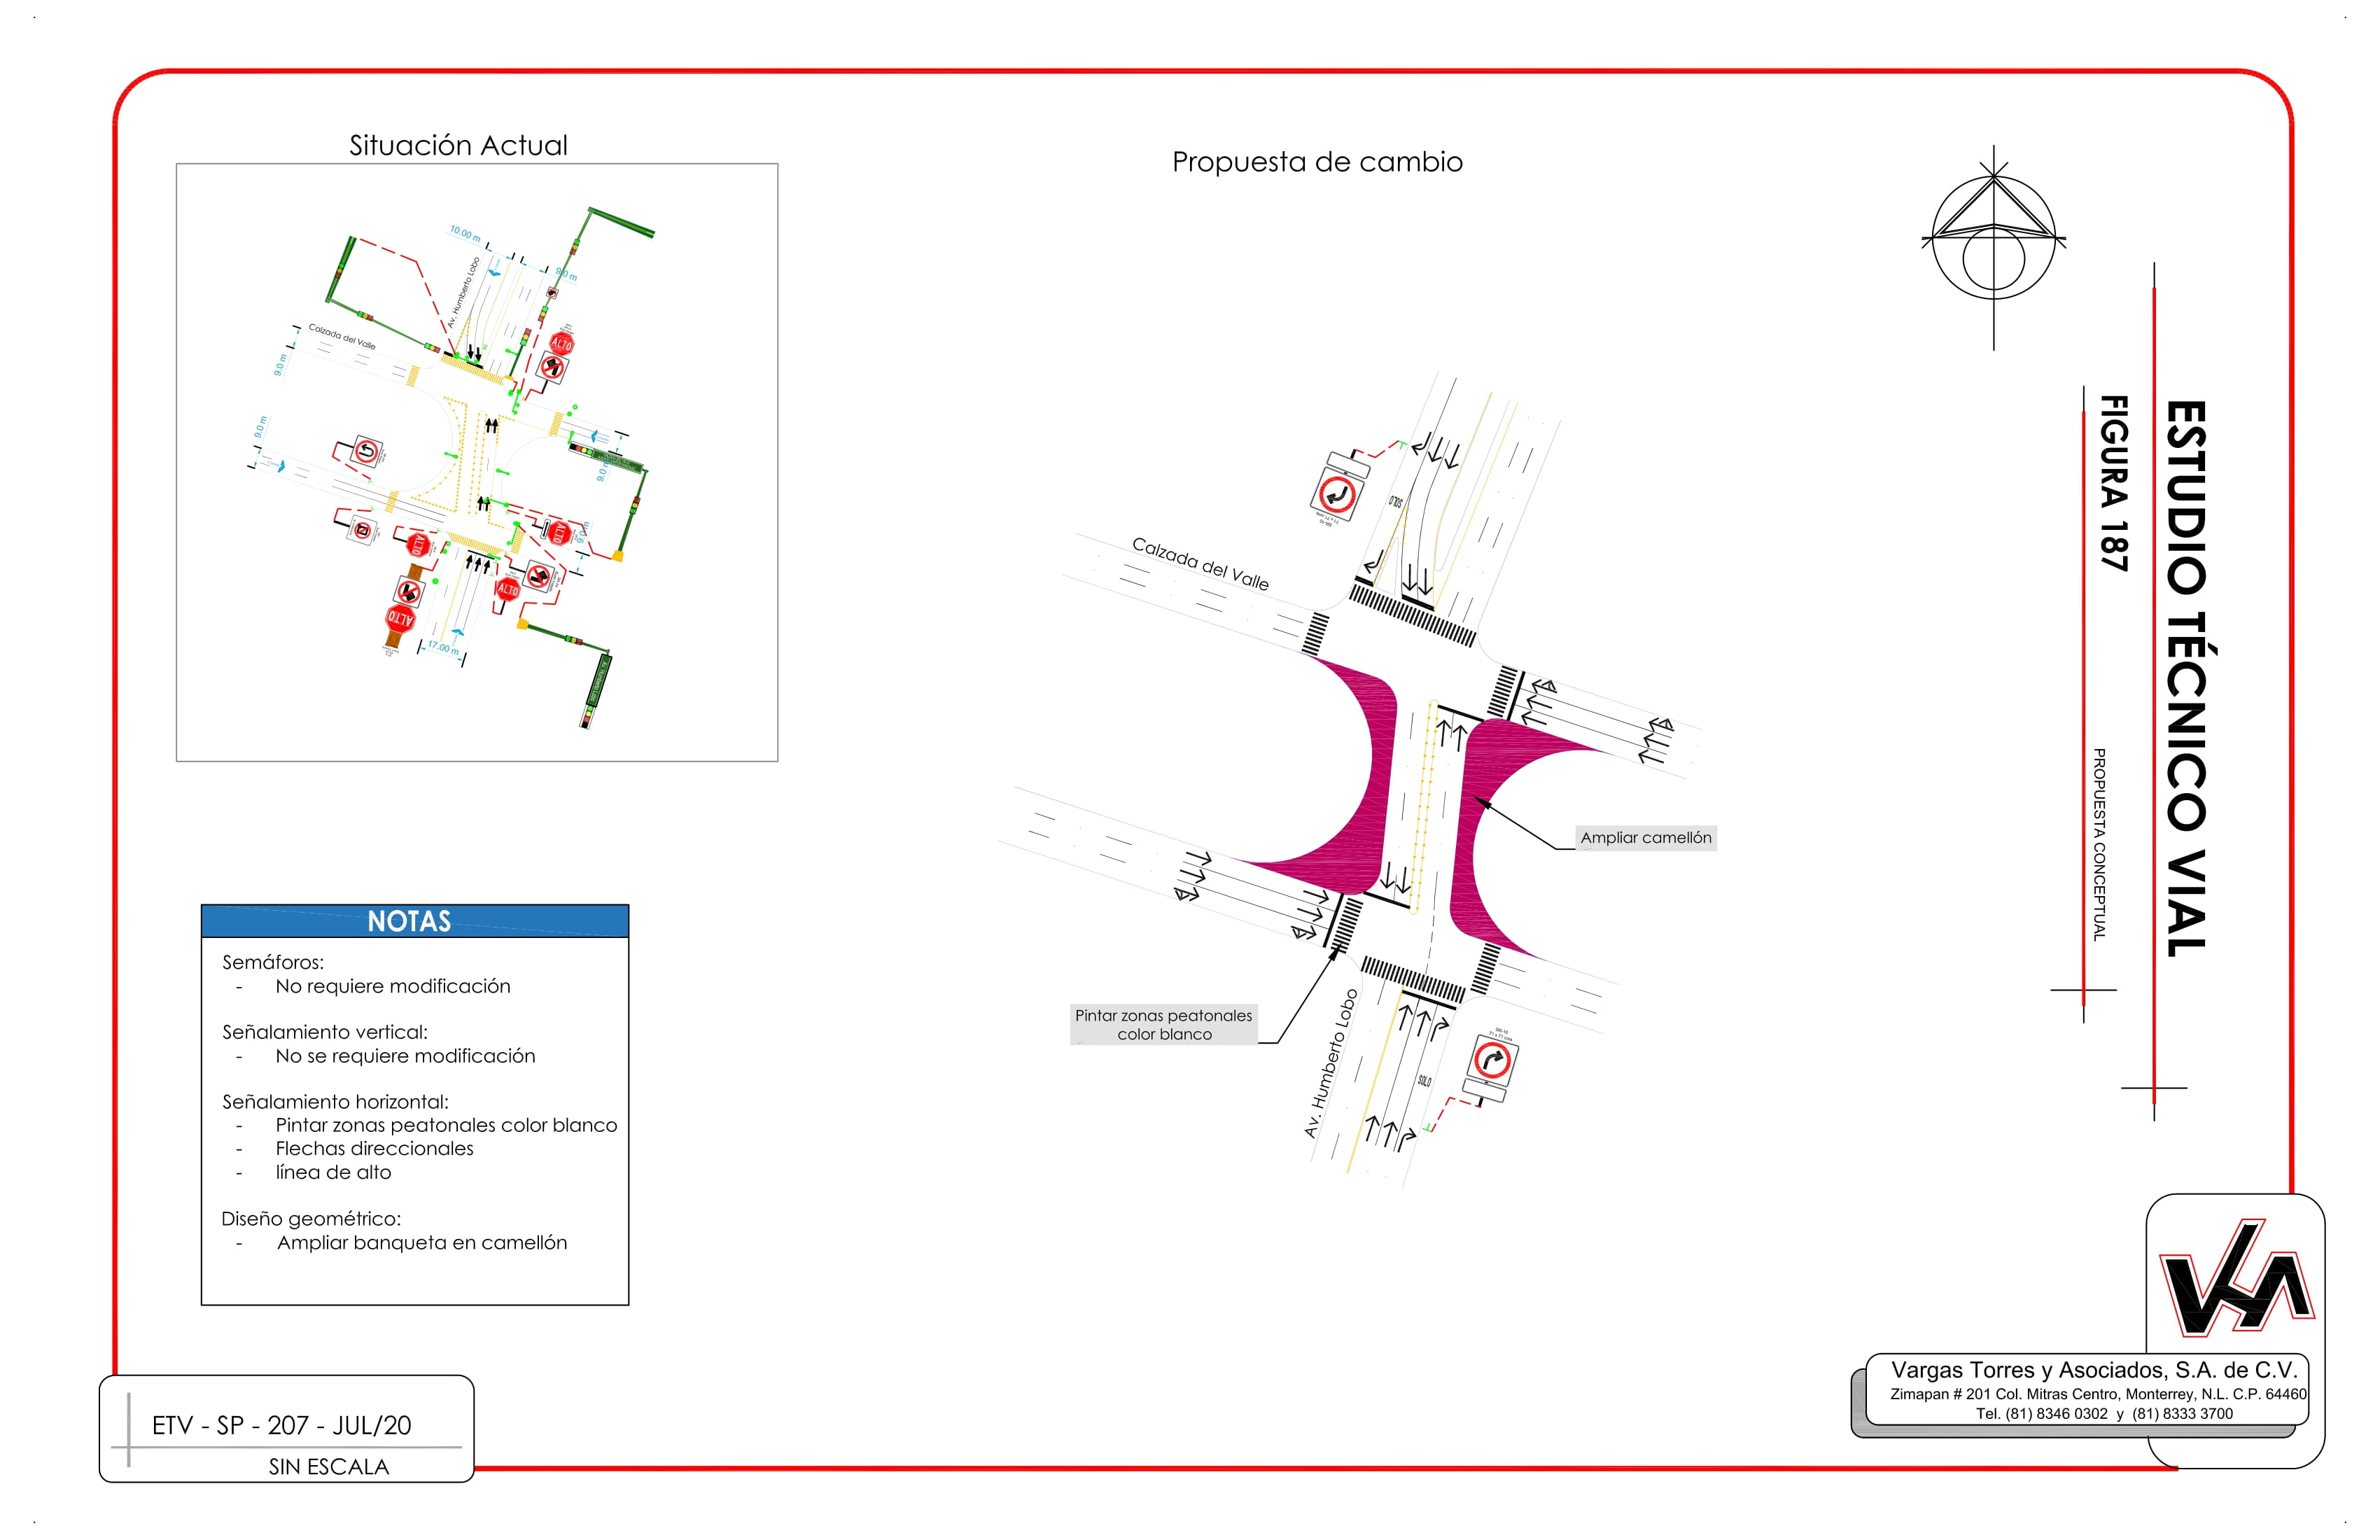 Situación Actual
10.00 m
9.0 m
Av. Humberto Lobo
Calzada del Valle
9.0 m
9.0 m
ALTO
ALTO
ALTO
ALTO
ALTO
17.00 m
Propuesta de cambio
SOLO
Calzada del Valle
Ampliar camellón
Pintar zonas peatonales
color blanco
Av. Humberto Lobo
SOLO
SR-10
71 x 71 cms
NOTAS
Semáforos:
- No requiere modificación
Señalamiento vertical:
- No se requiere modificación
Señalamiento horizontal:
- Pintar zonas peatonales color blanco
- Flechas direccionales
- línea de alto
Diseño geométrico:
- Ampliar banqueta en camellón
ESTUDIO TÉCNICO VIAL
FIGURA 187
PROPUESTA CONCEPTUAL
ETV - SP - 207 - JUL/20
SIN ESCALA
Vargas Torres y Asociados, S.A. de C.V.
Zimapan # 201 Col. Mitras Centro, Monterrey, N.L. C.P. 64460
Tel. (81) 8346 0302 y (81) 8333 3700